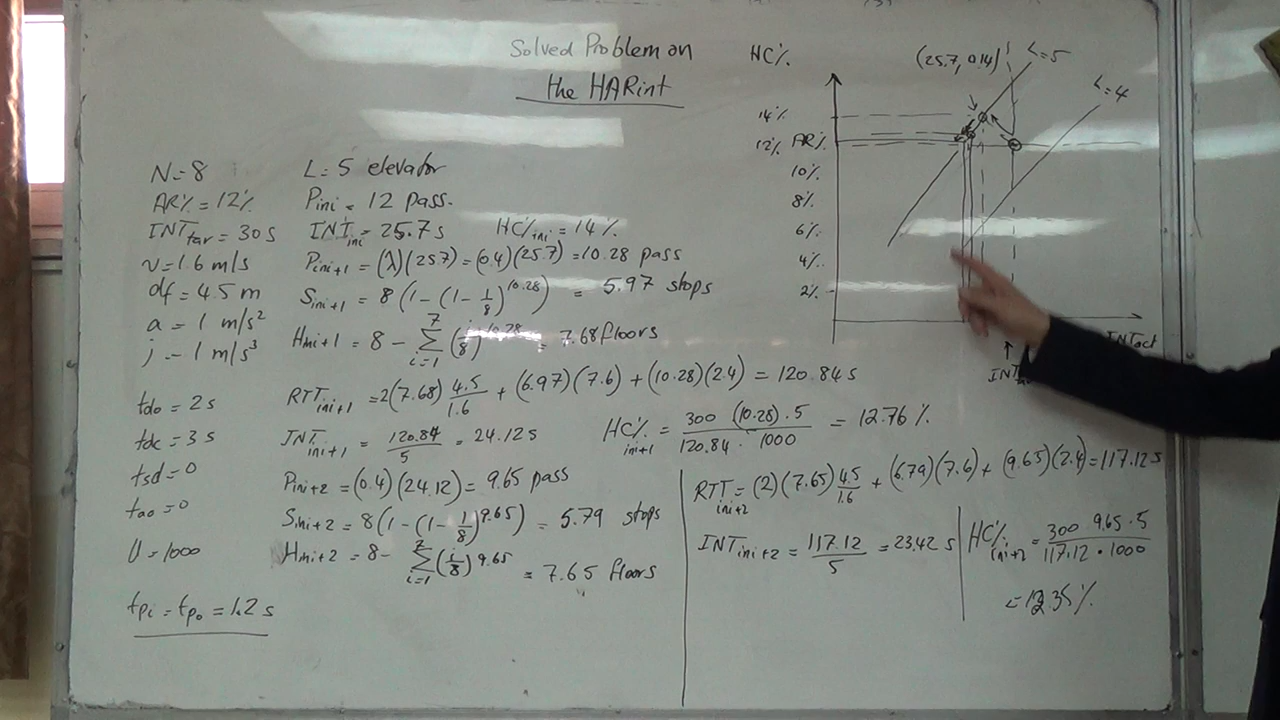 Solved Problem on
the HARint
N=8
AR% = 12%
INTtar = 30 s
v = 1.6 m/s
df = 4.5 m
a = 1 m/s²
j = 1 m/s³
tdo = 2 s
tdc = 3 s
tsd = 0
tao = 0
U = 1000
tpi = tpo = 1.2 s
L = 5 elevator
Pini = 12 pass.
INTini = 25.7 s HC%ini = 14%
Pini+1 = (λ)(25.7) = (0.4)(25.7) = 10.28 pass
Sini+1 = 8(1-(1-1/8)^10.28) = 5.97 stops
Hini+1 = 8 - Σ i=1 7 (i/8)^10.28 = 7.68 floors
RTTini+1 = 2(7.68) 4.5/1.6 + (6.97)(7.6) + (10.28)(2.4) = 120.84 s
INTini+1 = 120.84/5 = 24.12 s HC%ini+1 = 300 (10.28) . 5 / 120.84 . 1000 = 12.76 %
Pini+2 = (0.4)(24.12) = 9.65 pass
Sini+2 = 8(1-(1-1/8)^9.65) = 5.79 stops
Hini+2 = 8 - Σ i=1 7 (i/8)^9.65 = 7.65 floors
RTTini+2 = (2)(7.65) 4.5/1.6 + (6.79)(7.6) + (9.65)(2.4) = 117.12 s
INTini+2 = 117.12/5 = 23.42 s
HC%ini+2 = 300 . 9.65 . 5 / 117.12 . 1000
= 12.35 %
HC%
(25.7, 0.14)
L=5
L=4
14%
12% AR%
10%
8%
6%
4%
2%
INTact